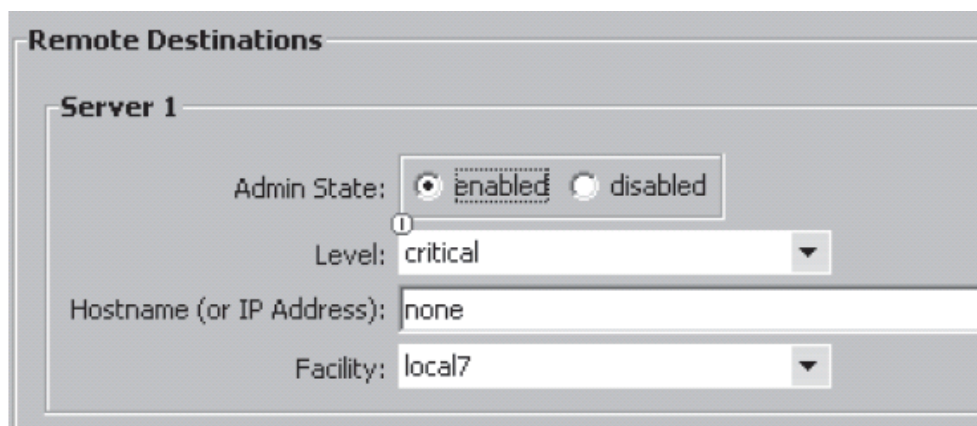 Remote Destinations
Server 1
Admin State: enabled disabled
Level: critical
Hostname (or IP Address): none
Facility: local7